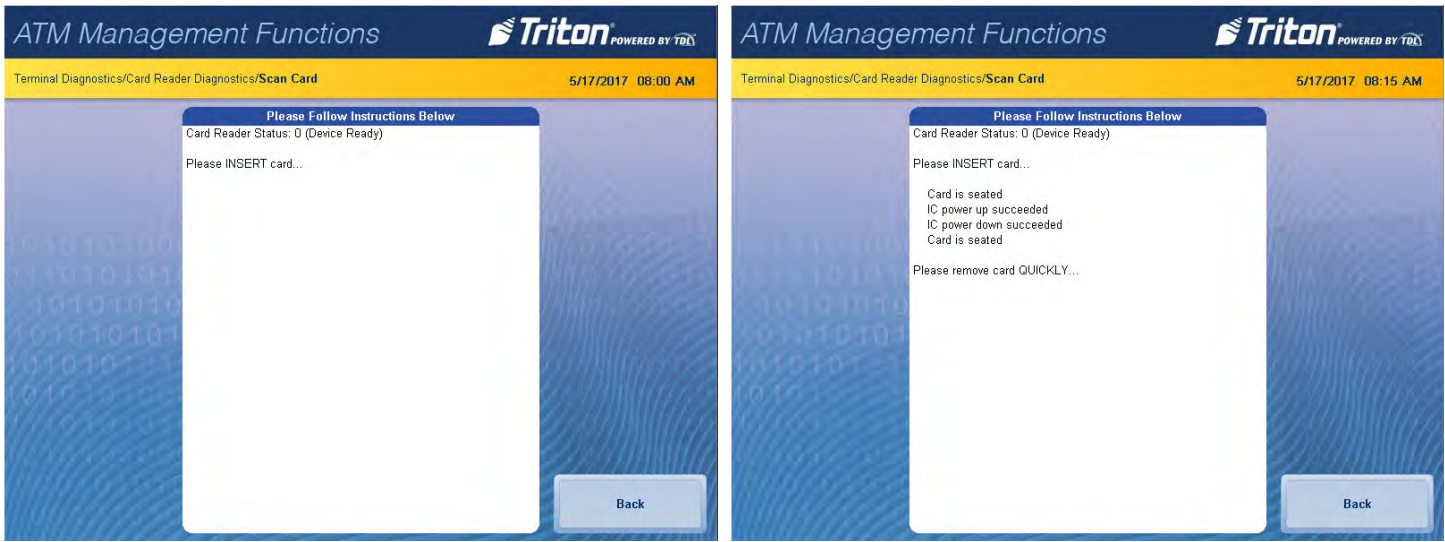 ATM Management Functions
Triton POWERED BY TDL
Terminal Diagnostics/Card Reader Diagnostics/Scan Card
5/17/2017 08:00 AM
Please Follow Instructions Below
Card Reader Status: 0 (Device Ready)
Please INSERT card...
Back
ATM Management Functions
Triton POWERED BY TDL
Terminal Diagnostics/Card Reader Diagnostics/Scan Card
5/17/2017 08:15 AM
Please Follow Instructions Below
Card Reader Status: 0 (Device Ready)
Please INSERT card...
Card is seated
IC power up succeeded
IC power down succeeded
Card is seated
Please remove card QUICKLY...
Back